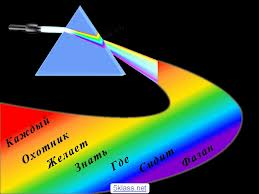 Каждый
Охотник
Желает
Знать
Где
Сидит
Фазан
5klass.net